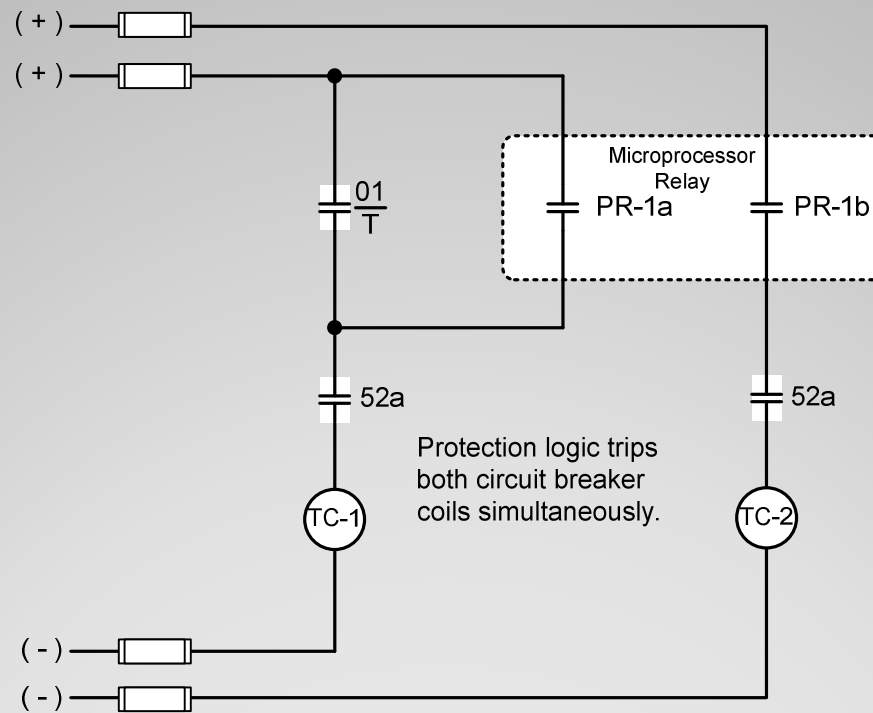 ( + )
( + )
Microprocessor
Relay
01
T
PR-1a
PR-1b
52a
52a
Protection logic trips
both circuit breaker
coils simultaneously.
TC-1
TC-2
( - )
( - )